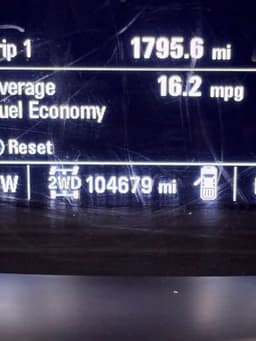 rip 1 1795.6 mi
verage 16.2 mpg
uel Economy
Reset
W 2WD 104679 mi